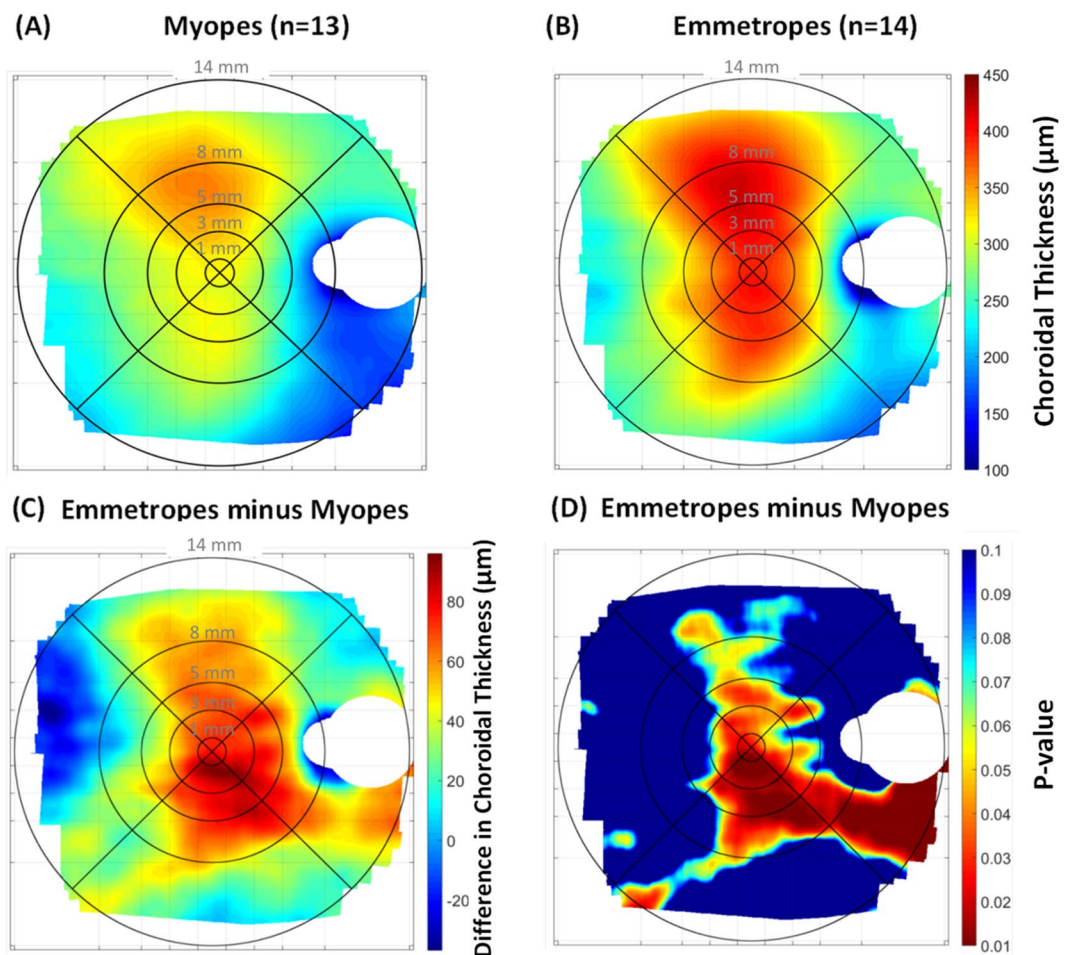 (A) Myopes (n=13)
14 mm
8 mm
5 mm
3 mm
1 mm
(B) Emmetropes (n=14)
14 mm
8 mm
5 mm
3 mm
1 mm
450
400
350
300
250
200
150
100
Choroidal Thickness (µm)
(C) Emmetropes minus Myopes
14 mm
8 mm
5 mm
3 mm
1 mm
80
60
40
20
0
-20
Difference in Choroidal Thickness (µm)
(D) Emmetropes minus Myopes
0.1
0.09
0.08
0.07
0.06
0.05
0.04
0.03
0.02
0.01
P-value